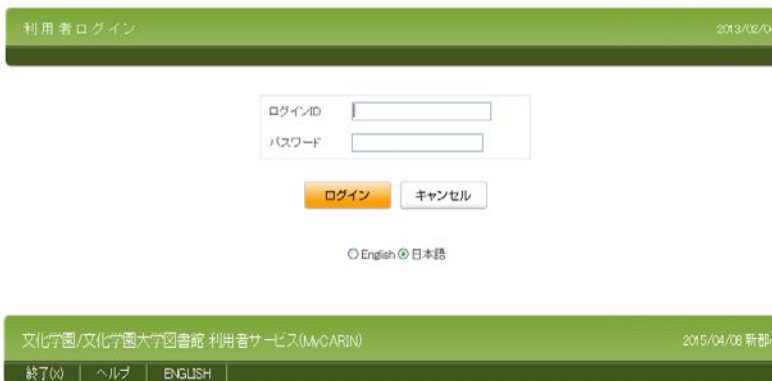 利用者ログイン 2013/02/0
ログインID
パスワード
ログイン キャンセル
English 日本語
文化学園/文化学園大学図書館 利用者サービス(MyCARIN) 2015/04/08 新都
終了(X) | ヘルプ | ENGLISH |